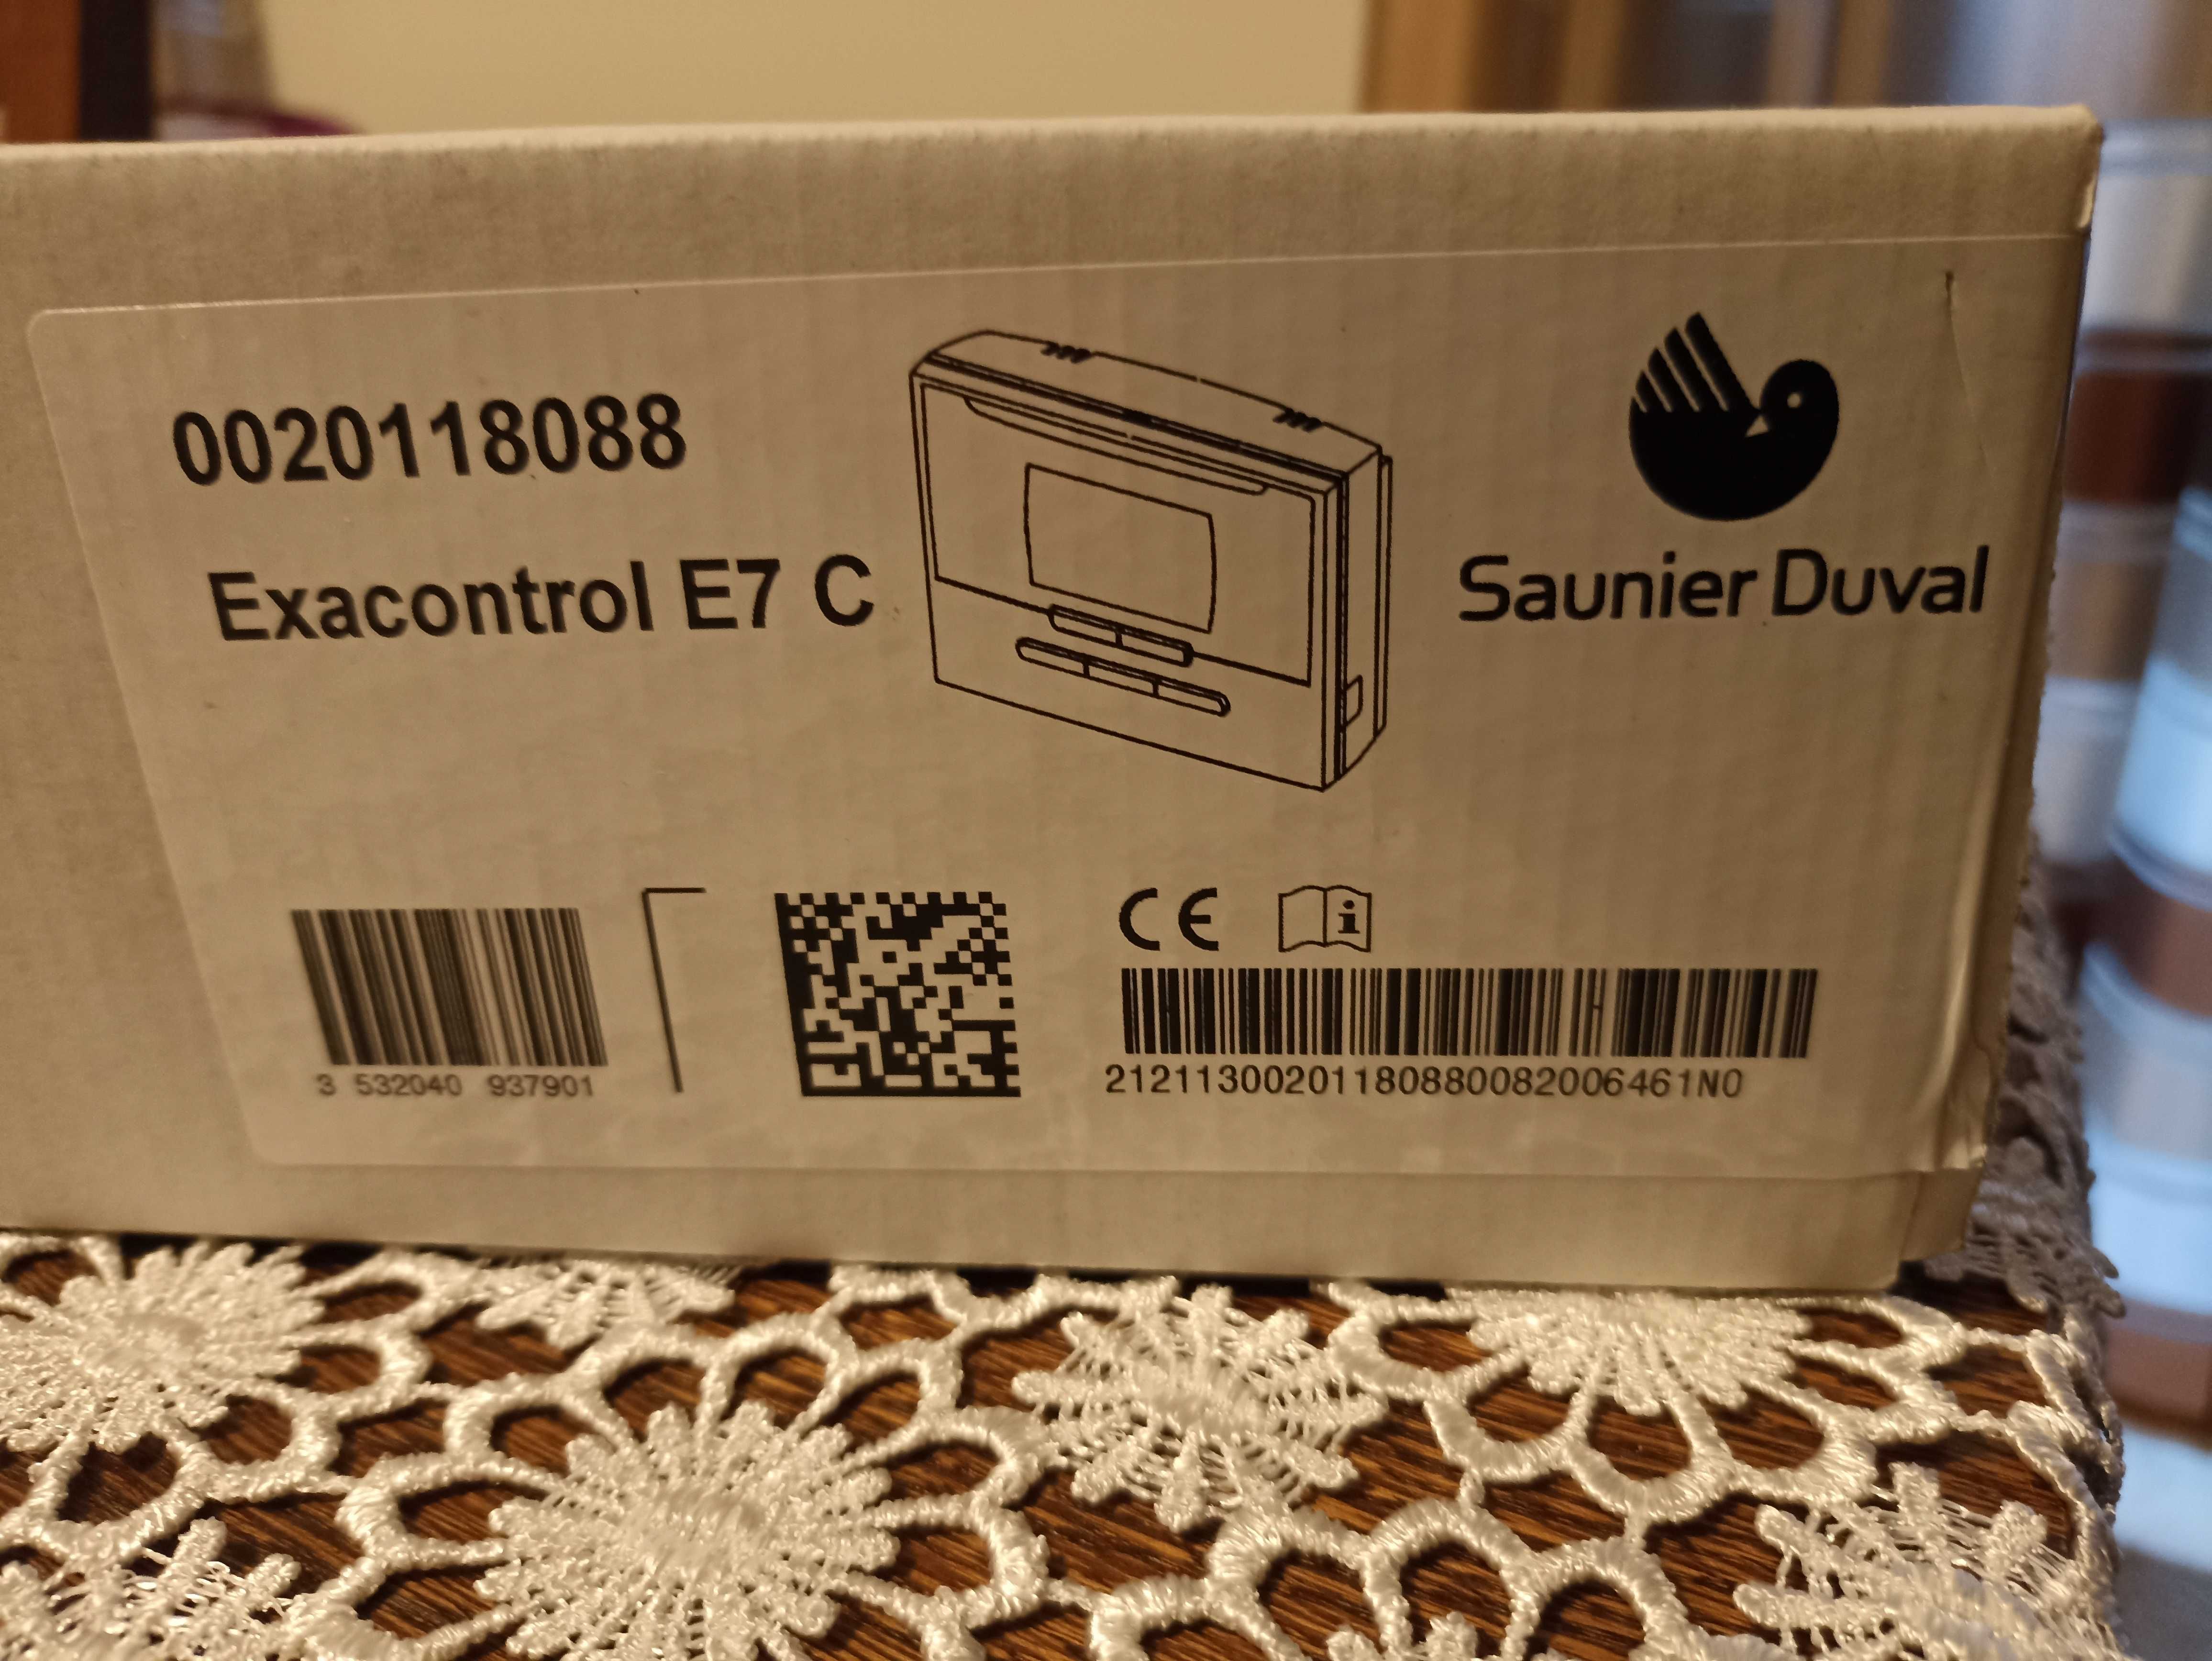 0020118088
Exacontrol E7 C
Saunier Duval
CE
i
3 532040 937901
21211300201180880082006461N0